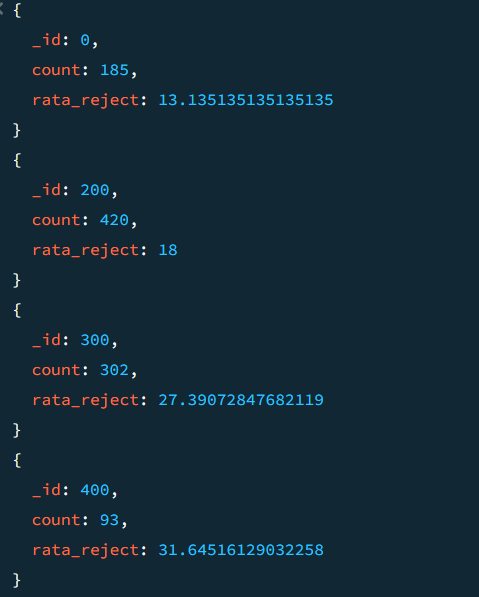 {
_id: 0,
count: 185,
rata_reject: 13.135135135135135
}
{
_id: 200,
count: 420,
rata_reject: 18
}
{
_id: 300,
count: 302,
rata_reject: 27.39072847682119
}
{
_id: 400,
count: 93,
rata_reject: 31.64516129032258
}